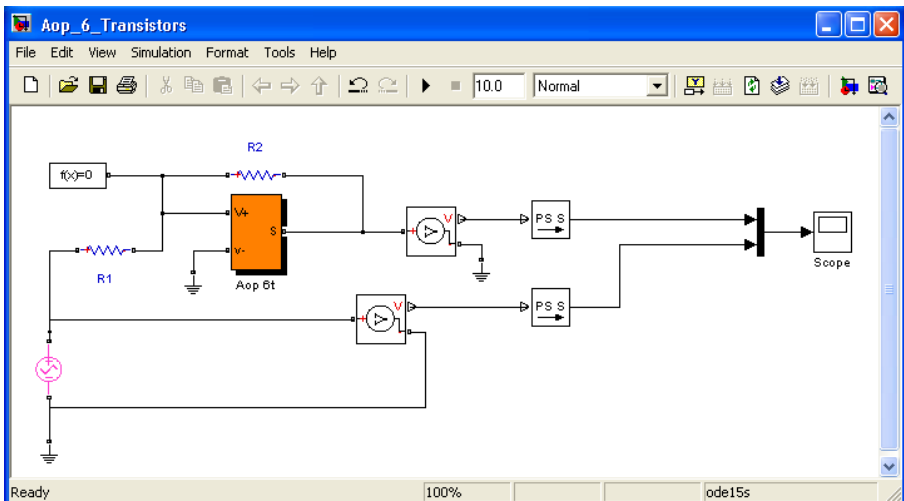 Aop_6_Transistors
File Edit View Simulation Format Tools Help
10.0 Normal
R2
f(x)=0
V+
S
V-
Aop 6t
R1
V
PS S
Scope
V
PS S
Ready 100% ode15s